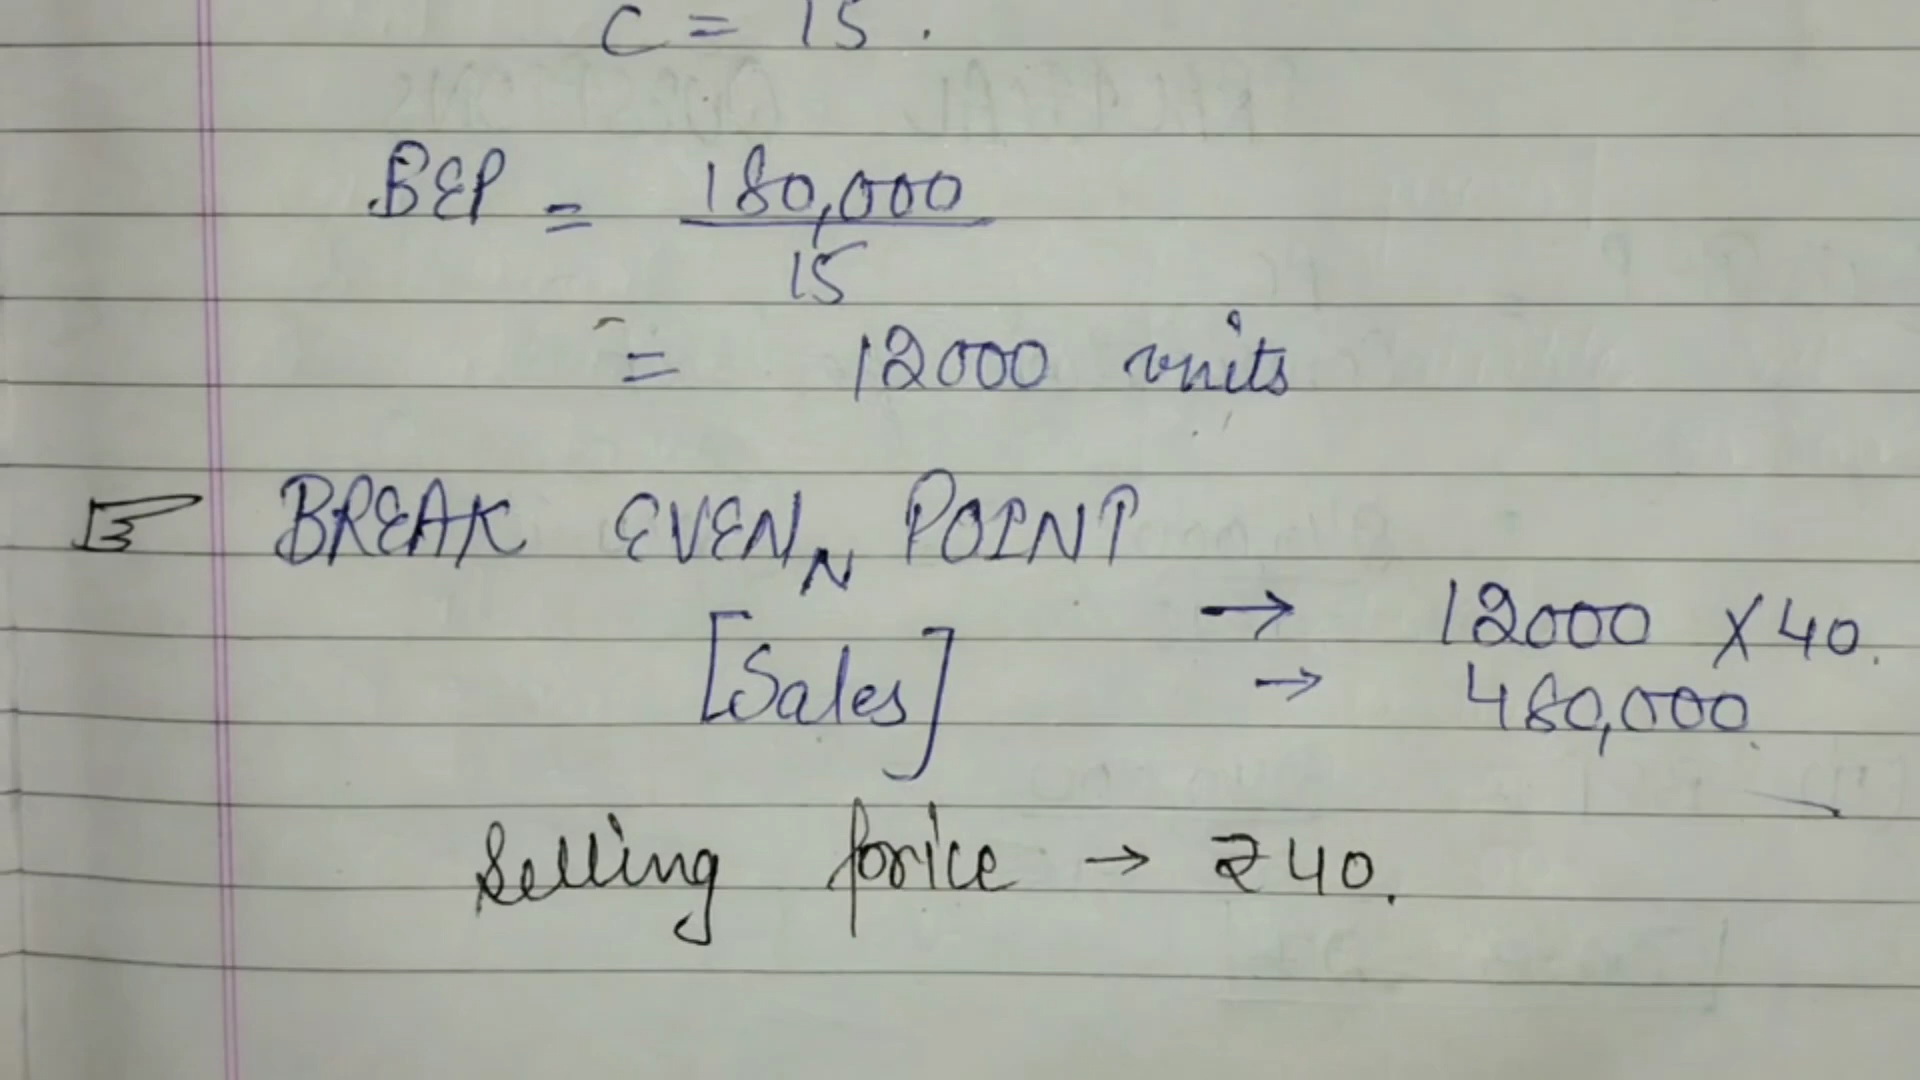 C = 15.
BEP = 180,000
15
= 12000 units
BREAK EVEN N POINT
[Sales] → 12000 X 40.
→ 480,000.
Selling price → ₹40.